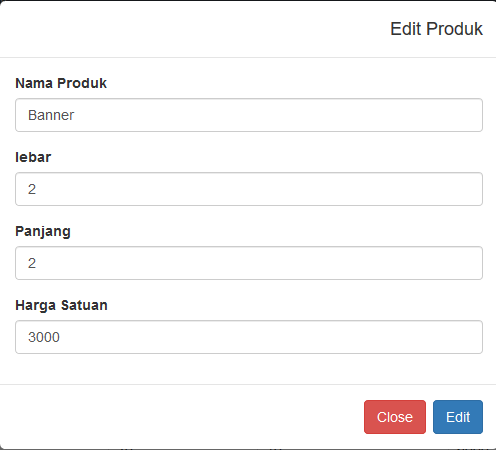 Edit Produk
Nama Produk
Banner
lebar
2
Panjang
2
Harga Satuan
3000
Close Edit